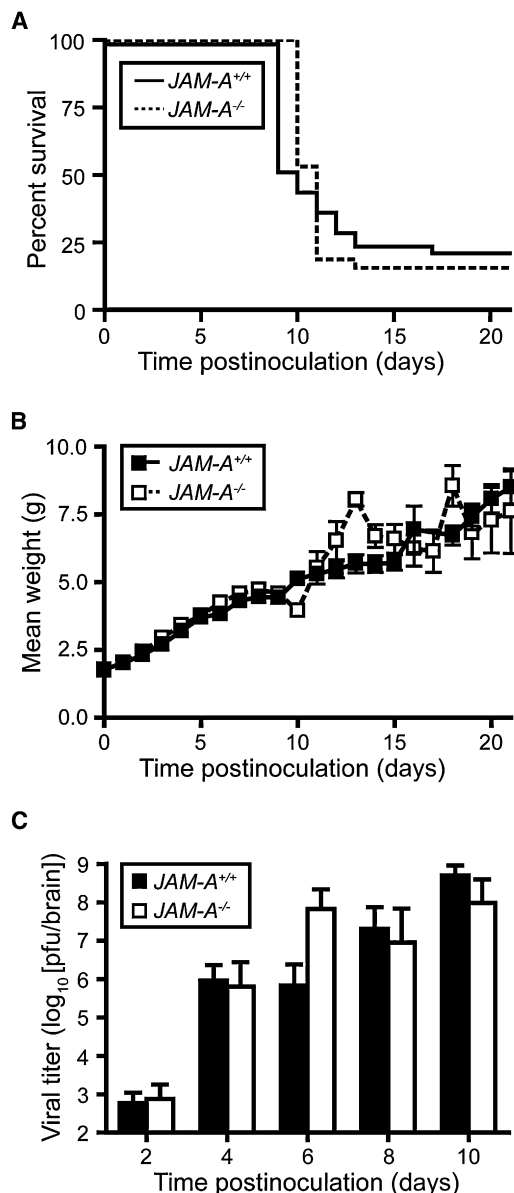 A
Percent survival
100
75
50
25
0
JAM-A+/+
JAM-A-/-
0 5 10 15 20
Time postinoculation (days)
B
Mean weight (g)
10.0
7.5
5.0
2.5
0.0
JAM-A+/+
JAM-A-/-
0 5 10 15 20
Time postinoculation (days)
C
Viral titer (log10[pfu/brain])
9
8
7
6
5
4
3
2
JAM-A+/+
JAM-A-/-
2 4 6 8 10
Time postinoculation (days)